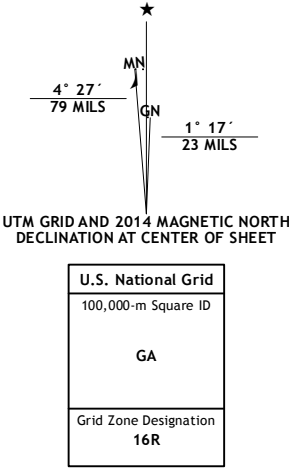 MN
GN
4° 27´
79 MILS
1° 17´
23 MILS
UTM GRID AND 2014 MAGNETIC NORTH
DECLINATION AT CENTER OF SHEET
U.S. National Grid
100,000-m Square ID
GA
Grid Zone Designation
16R